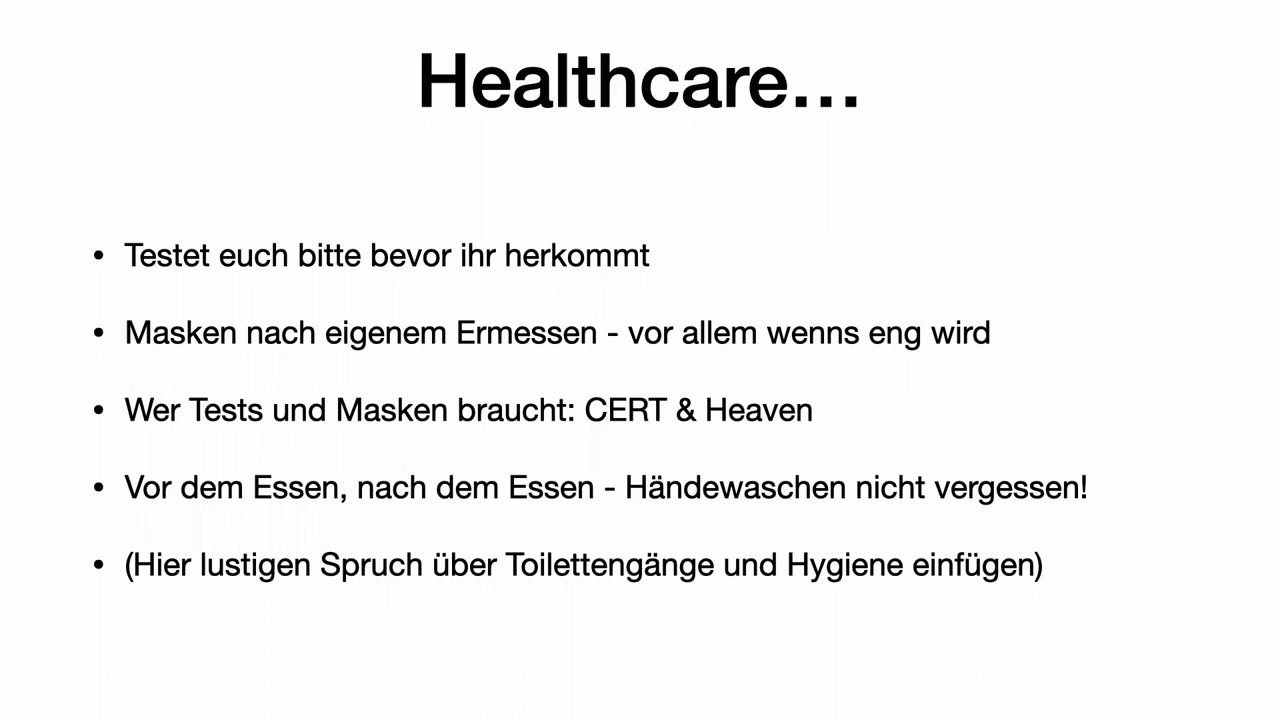 Healthcare…
• Testet euch bitte bevor ihr herkommt
• Masken nach eigenem Ermessen - vor allem wenns eng wird
• Wer Tests und Masken braucht: CERT & Heaven
• Vor dem Essen, nach dem Essen - Händewaschen nicht vergessen!
• (Hier lustigen Spruch über Toilettengänge und Hygiene einfügen)